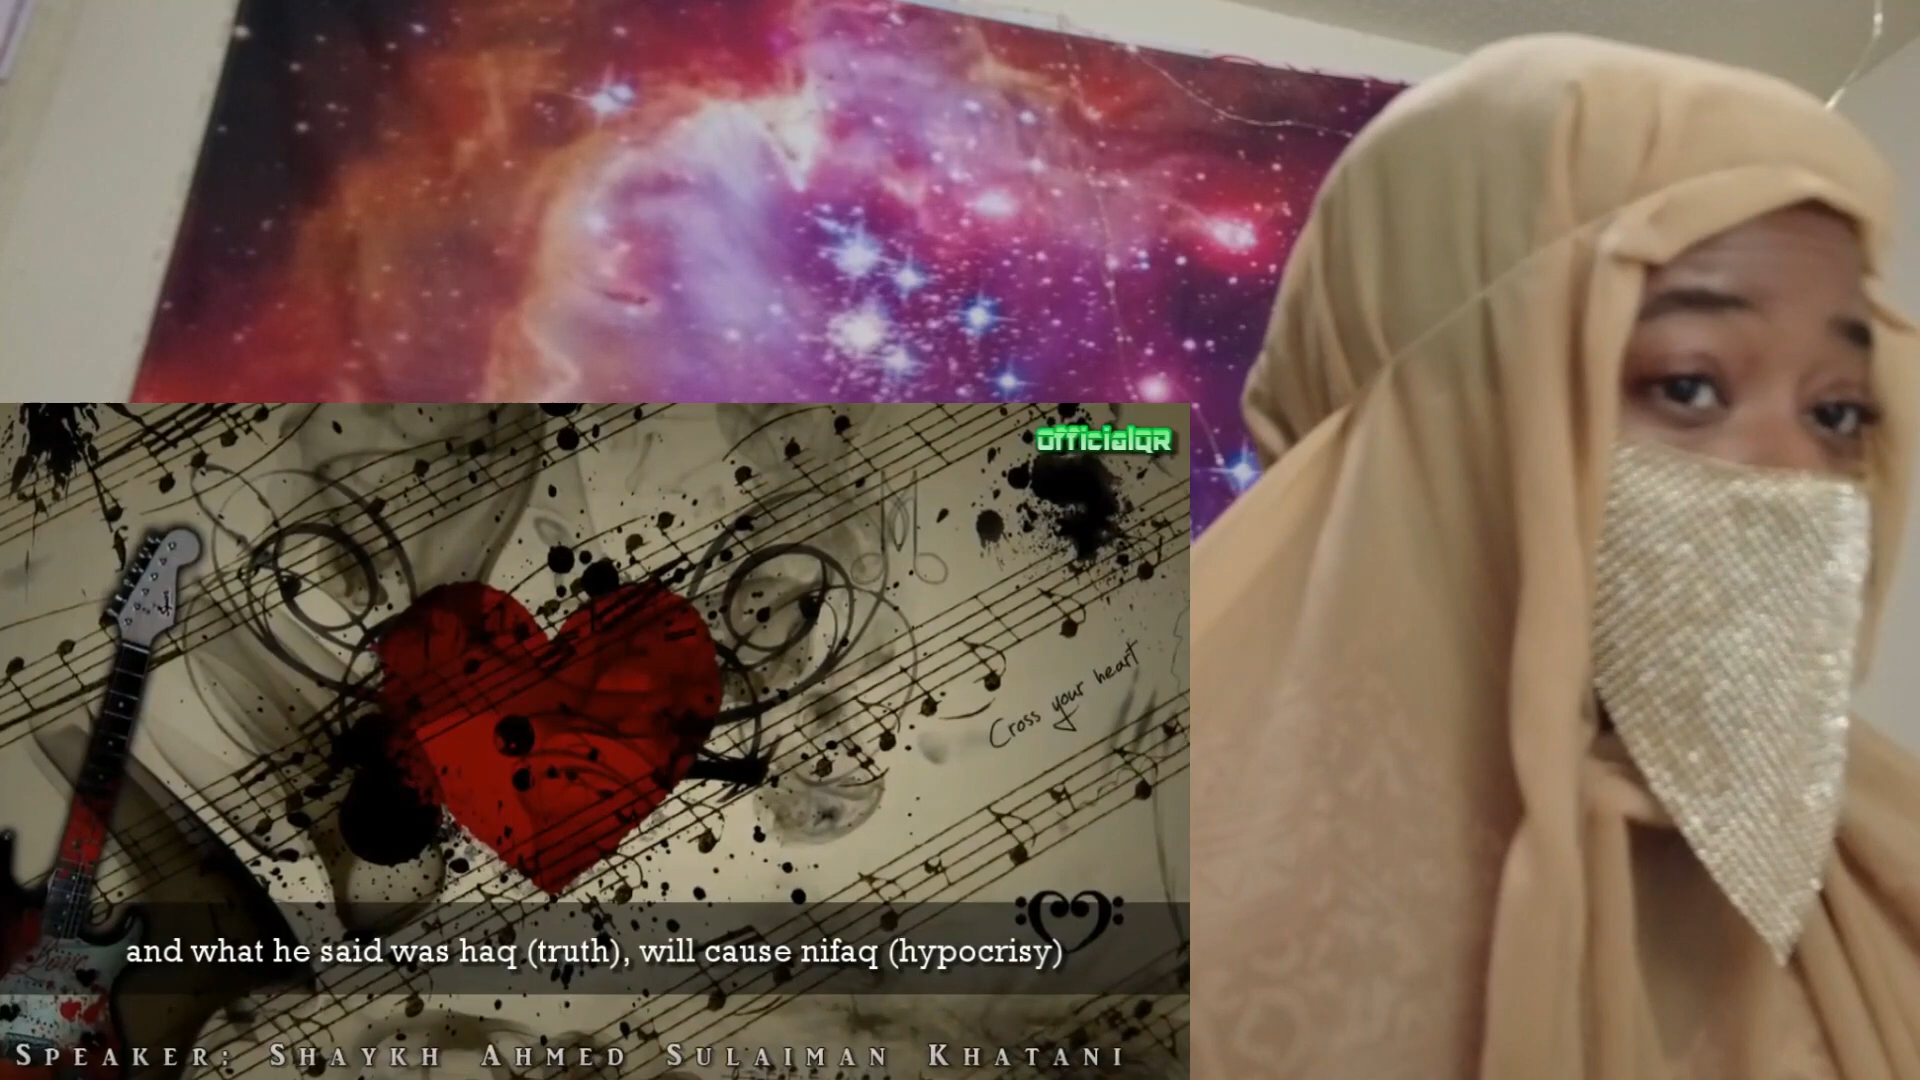 officialQR
Cross your heart
and what he said was haq (truth), will cause nifaq (hypocrisy)
Speaker: Shaykh Ahmed Sulaiman Khatani